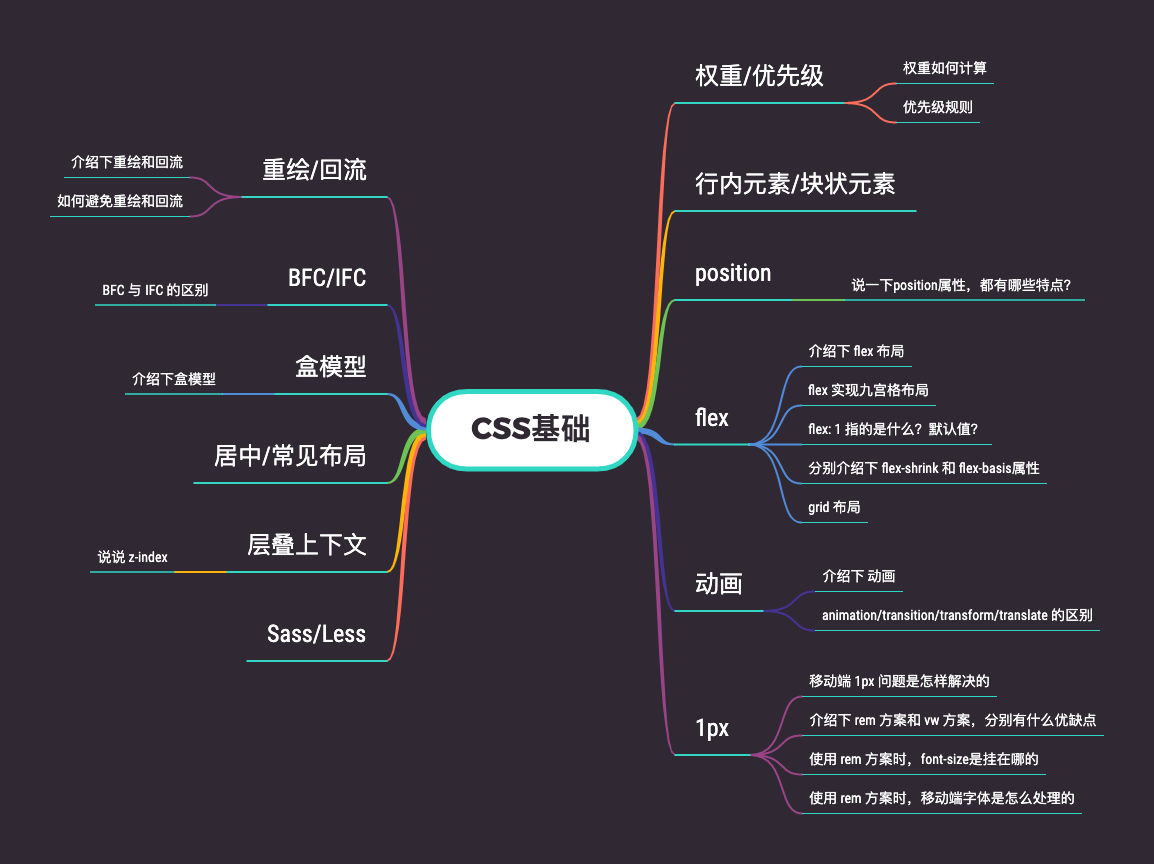 CSS基础
权重/优先级
权重如何计算
优先级规则
行内元素/块状元素
position
说一下position属性，都有哪些特点？
flex
介绍下 flex 布局
flex 实现九宫格布局
flex: 1 指的是什么？默认值？
分别介绍下 flex-shrink 和 flex-basis属性
grid 布局
动画
介绍下 动画
animation/transition/transform/translate 的区别
1px
移动端 1px 问题是怎样解决的
介绍下 rem 方案和 vw 方案，分别有什么优缺点
使用 rem 方案时，font-size是挂在哪的
使用 rem 方案时，移动端字体是怎么处理的
重绘/回流
介绍下重绘和回流
如何避免重绘和回流
BFC/IFC
BFC 与 IFC 的区别
盒模型
介绍下盒模型
居中/常见布局
层叠上下文
说说 z-index
Sass/Less